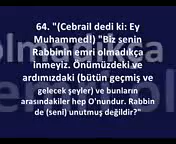 64. "(Cebrail dedi ki: Ey
Muhammed!) "Biz senin
Rabbinin emri olmadıkça
inmeyiz. Önümüzdeki ve
ardımızdaki (bütün geçmiş ve
gelecek şeyler) ve bunların
arasındakiler hep O'nundur. Rabbin
de (seni) unutmuş değildir?"